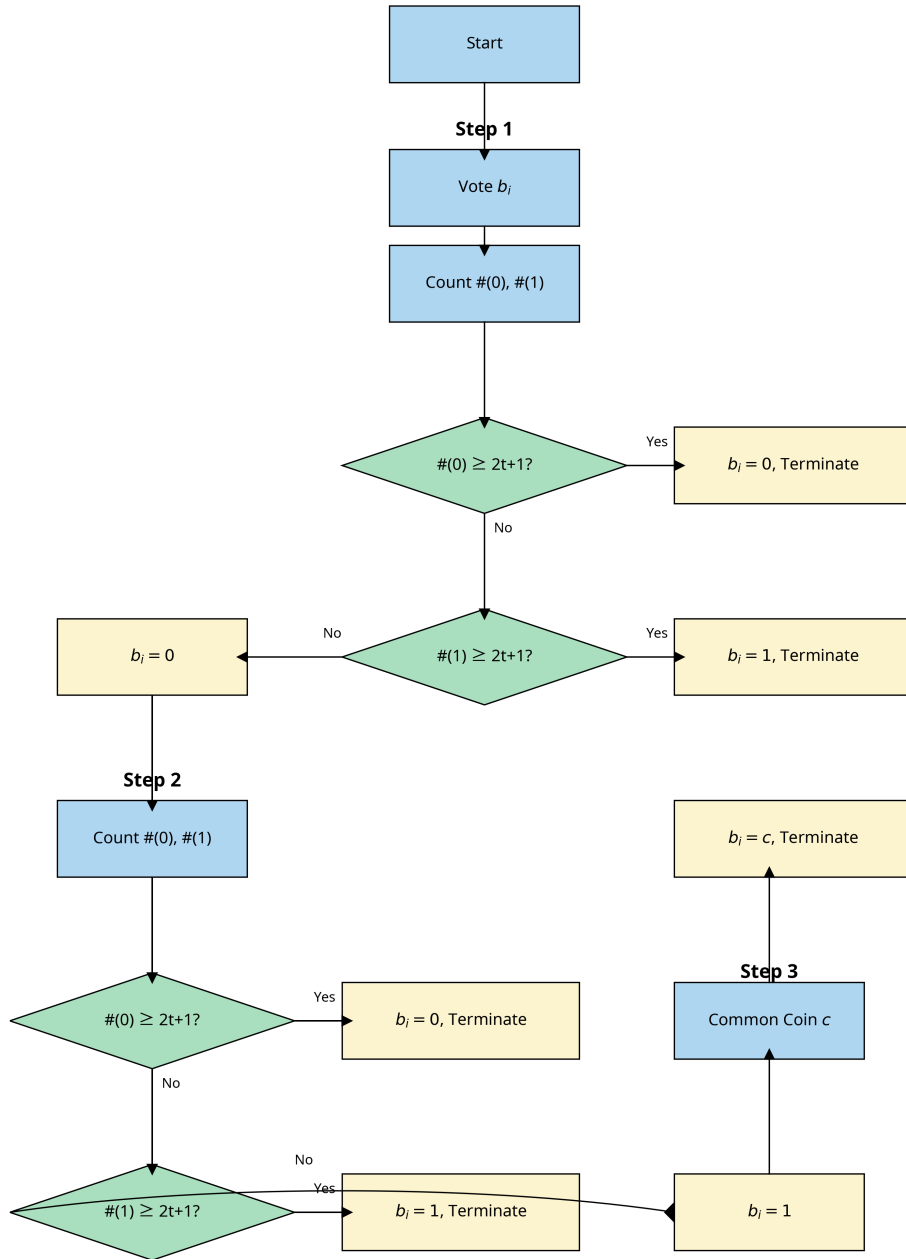 Start
Step 1
Vote bᵢ
Count #(0), #(1)
#(0) ≥ 2t+1?
Yes
bᵢ = 0, Terminate
No
bᵢ = 0
No
#(1) ≥ 2t+1?
Yes
bᵢ = 1, Terminate
Step 2
Count #(0), #(1)
bᵢ = c, Terminate
Step 3
#(0) ≥ 2t+1?
Yes
bᵢ = 0, Terminate
Common Coin c
No
No
#(1) ≥ 2t+1?
Yes
bᵢ = 1, Terminate
bᵢ = 1